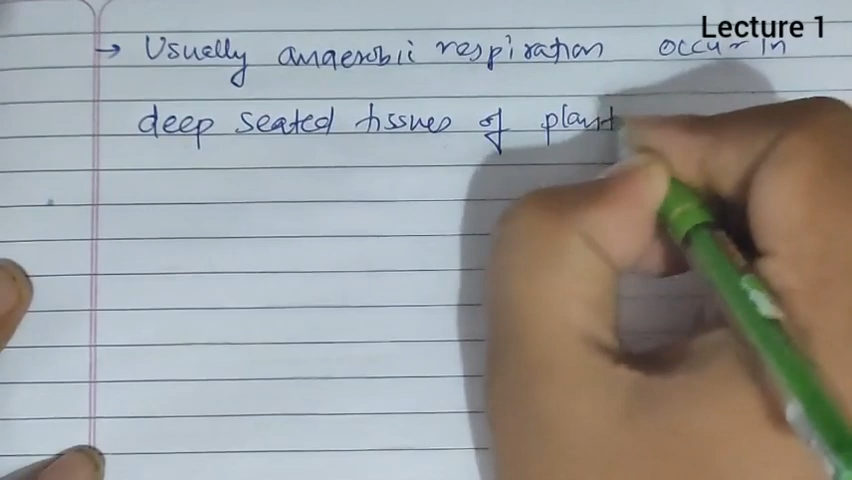 Lecture 1
→ Usually anaerobic respiration occur in
deep seated tissues of plant